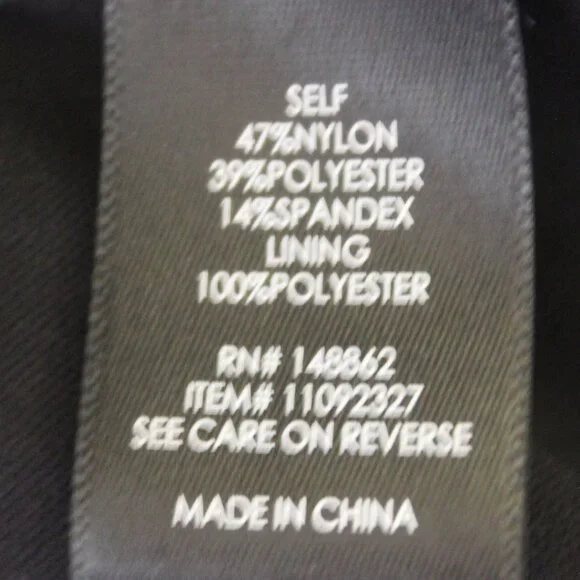 SELF
47%NYLON
39%POLYESTER
14%SPANDEX
LINING
100%POLYESTER
RN# 148862
ITEM# 11092327
SEE CARE ON REVERSE
MADE IN CHINA